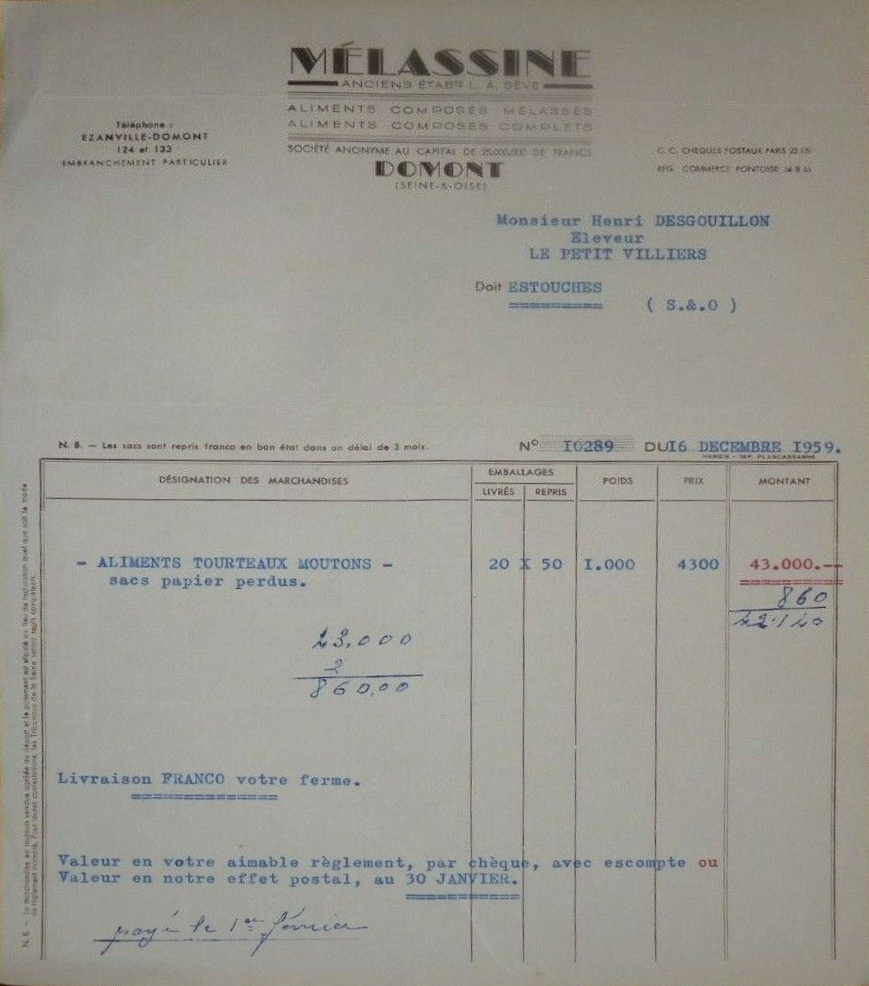 MÉLASSINE
ANCIENS ÉTABts L. A. SÈVE
ALIMENTS COMPOSÉS MÉLASSÉS
ALIMENTS COMPOSÉS COMPLETS
SOCIÉTÉ ANONYME AU CAPITAL DE 25.000.000 DE FRANCS
DOMONT
(SEINE-&-OISE)
Téléphone :
EZANVILLE-DOMONT
124 et 133
EMBRANCHEMENT PARTICULIER
C. C. CHEQUES POSTAUX PARIS
REG. COMMERCE PONTOISE
Monsieur Henri DESGOUILLON
Eleveur
LE PETIT VILLIERS
Doit ESTOUCHES
( S.&.O )
N. B. — Les sacs sont repris franco en bon état dans un délai de 3 mois.
N° I0289 DU I6 DECEMBRE I959.
DÉSIGNATION DES MARCHANDISES
EMBALLAGES
LIVRÉS REPRIS
POIDS
PRIX
MONTANT
- ALIMENTS TOURTEAUX MOUTONS - 20 X 50 I.000 4300 43.000.-
sacs papier perdus.
860
42.140
43.000
2
860.00
Livraison FRANCO votre ferme.
Valeur en votre aimable règlement, par chèque, avec escompte ou
Valeur en notre effet postal, au 30 JANVIER.
payé le 1er février